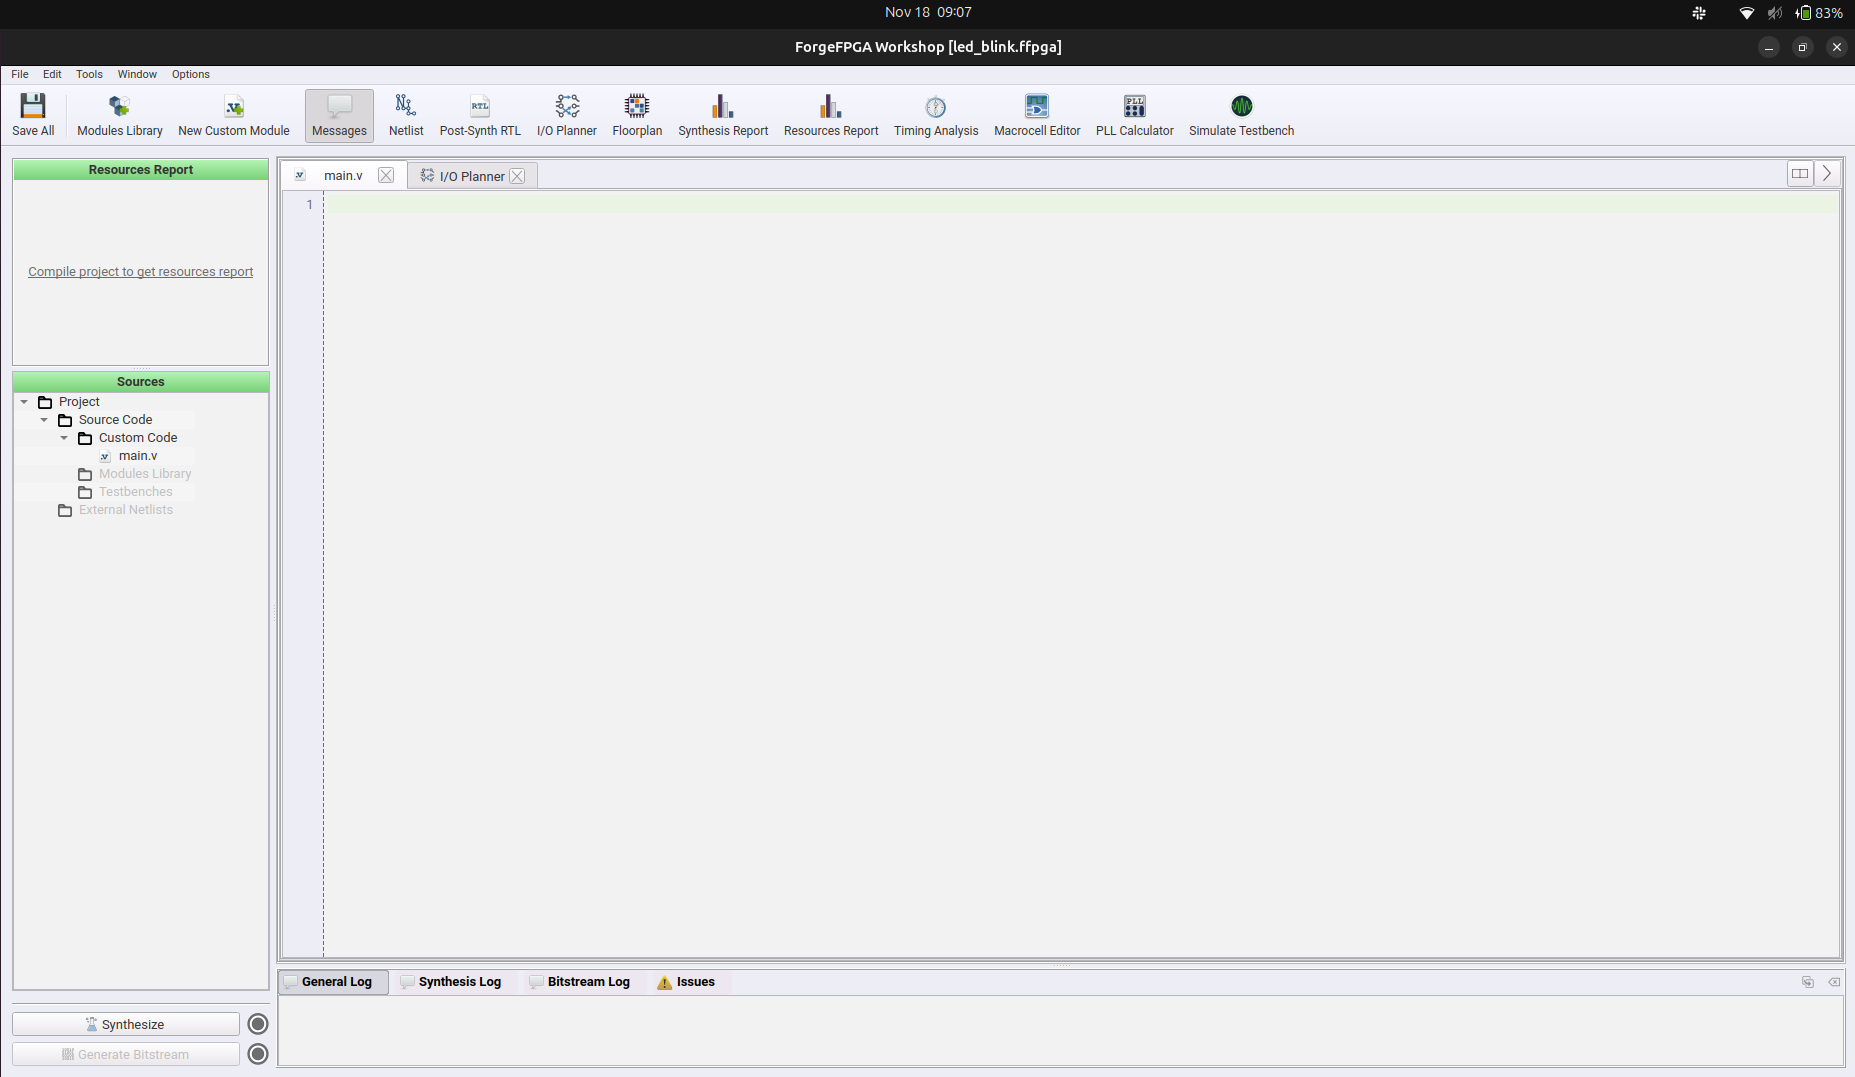 Nov 18 09:07
83%
ForgeFPGA Workshop [led_blink.ffpga]
File Edit Tools Window Options
Save All Modules Library New Custom Module Messages Netlist Post-Synth RTL I/O Planner Floorplan Synthesis Report Resources Report Timing Analysis Macrocell Editor PLL Calculator Simulate Testbench
Resources Report
Compile project to get resources report
Sources
Project
Source Code
Custom Code
main.v
Modules Library
Testbenches
External Netlists
Synthesize
Generate Bitstream
main.v I/O Planner
1
General Log Synthesis Log Bitstream Log Issues